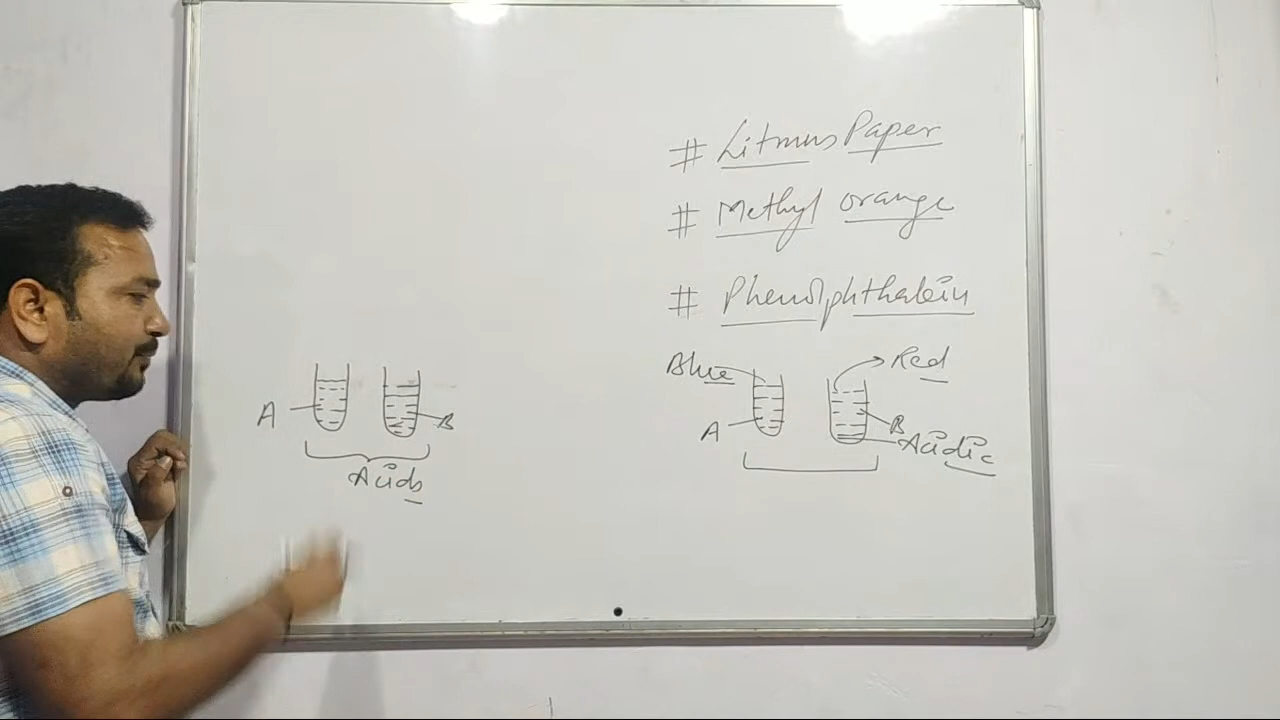 # Litmus Paper
# Methyl orange
# Phenolphthalein
Blue
Red
A
B
Acids
A
B
Acidic